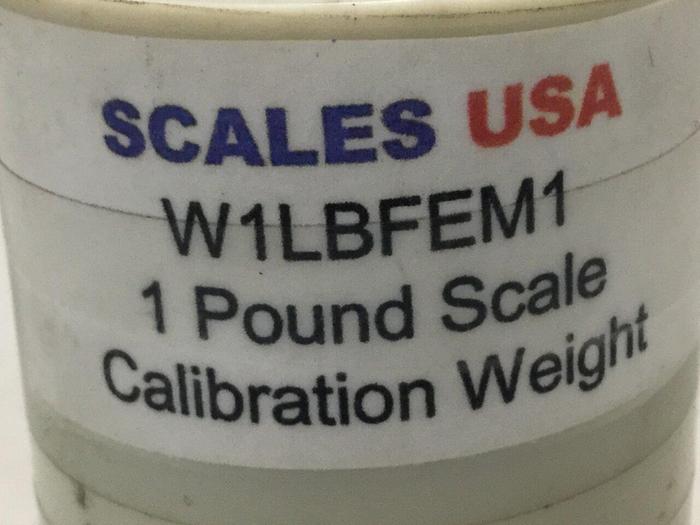 SCALES USA
W1LBFEM1
1 Pound Scale
Calibration Weight